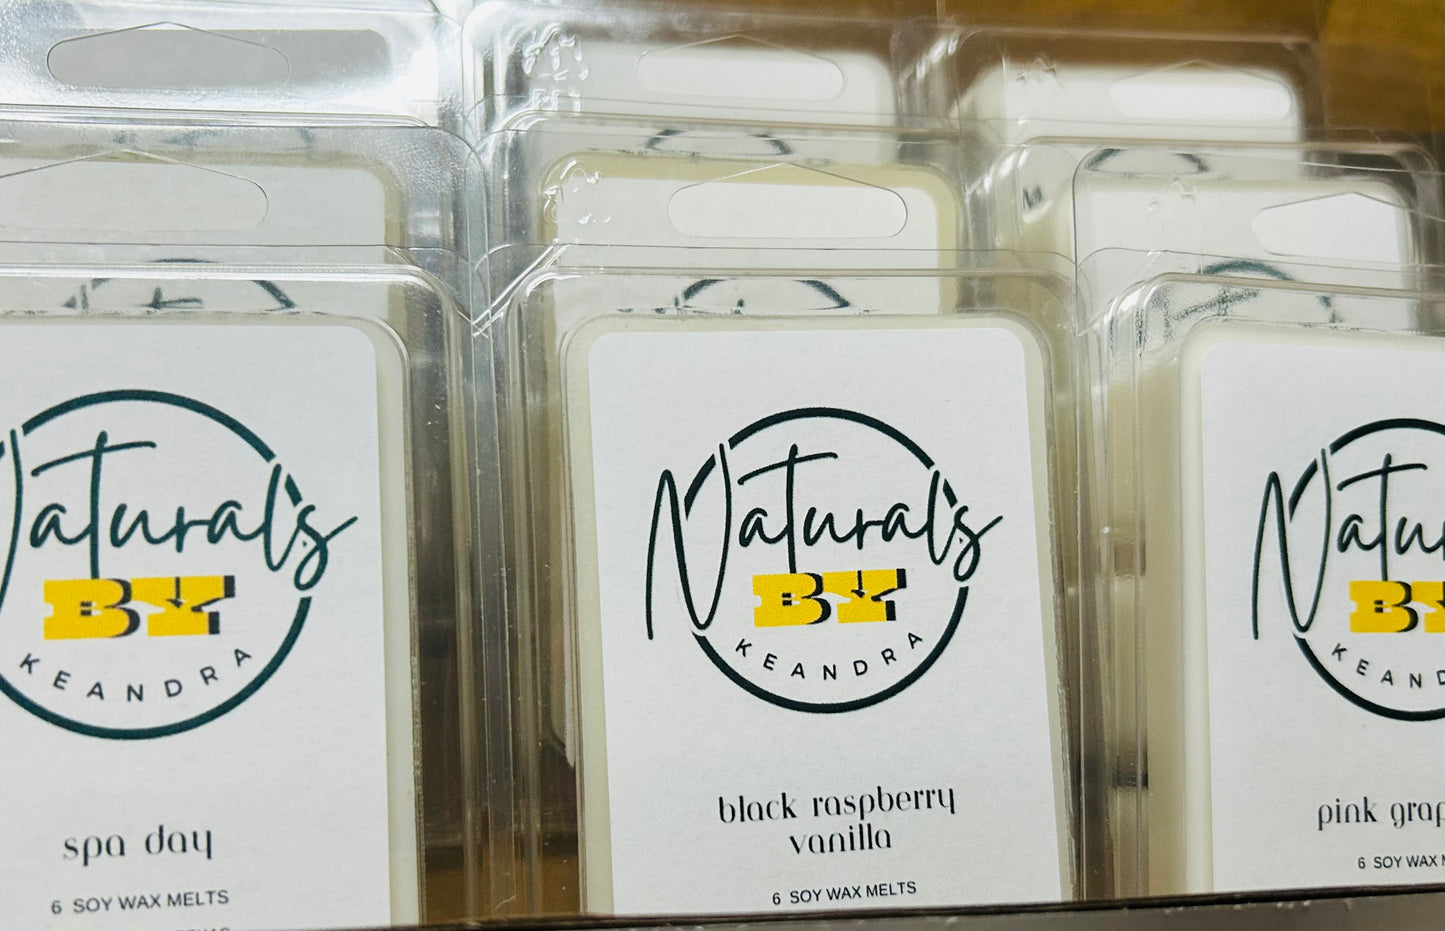 Naturals
BY
KEANDRA
spa day
6 SOY WAX MELTS
Naturals
BY
KEANDRA
black raspberry
vanilla
6 SOY WAX MELTS
Natu
BY
KEAND
pink grap
6 SOY WAX